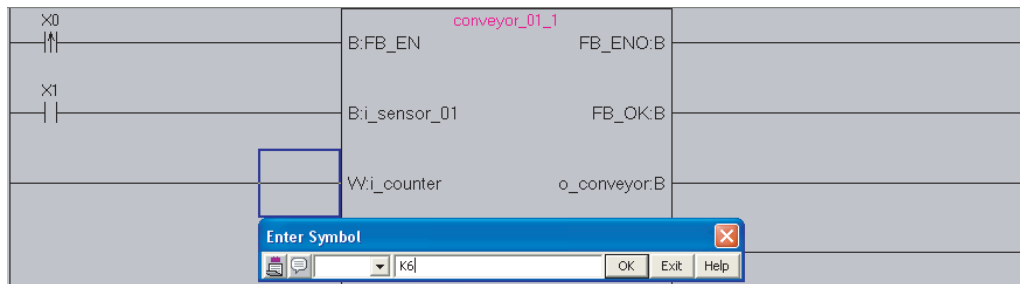 X0
conveyor_01_1
B:FB_EN FB_ENO:B
X1
B:i_sensor_01 FB_OK:B
W:i_counter o_conveyor:B
Enter Symbol
K6 OK Exit Help